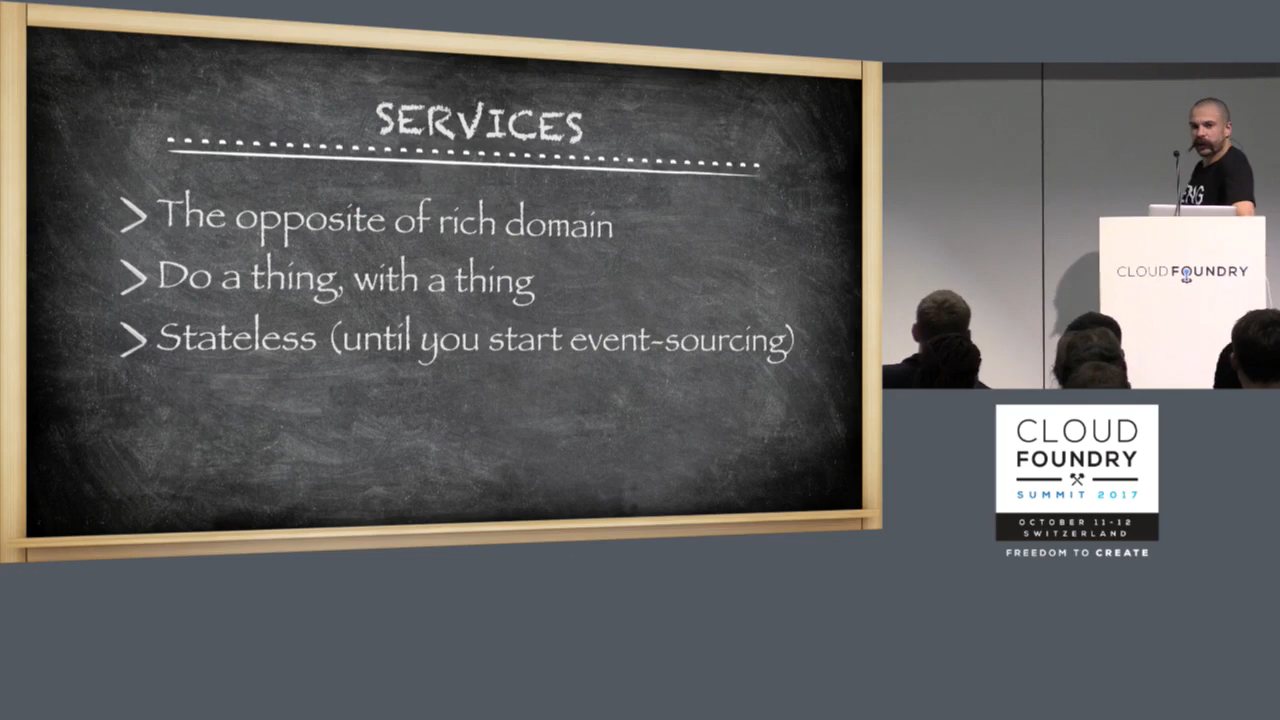 SERVICES
The opposite of rich domain
Do a thing, with a thing
Stateless (until you start event-sourcing)
CLOUD FOUNDRY
CLOUD
FOUNDRY
SUMMIT 2017
OCTOBER 11-12
SWITZERLAND
FREEDOM TO CREATE